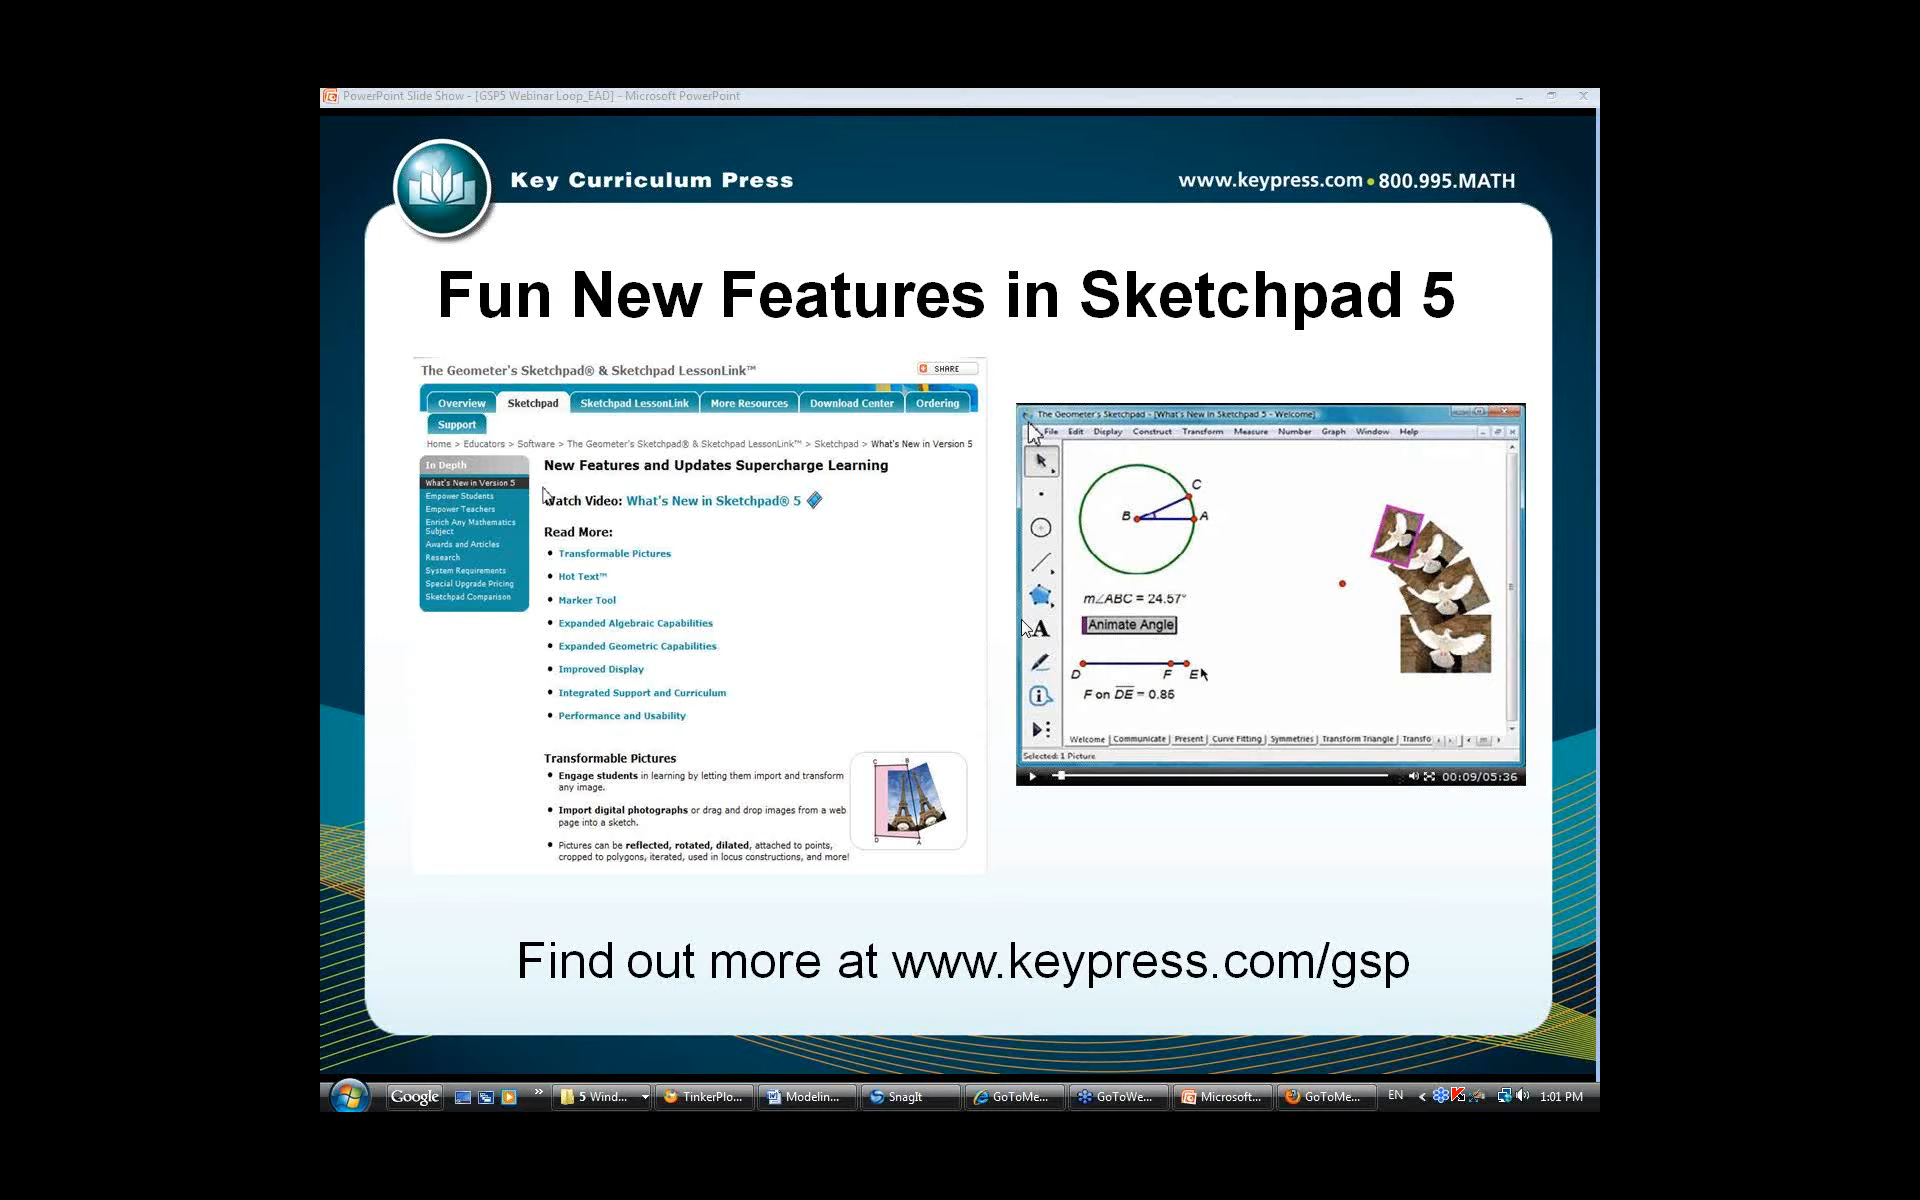 PowerPoint Slide Show - [GSP5 Webinar Loop_EAD] - Microsoft PowerPoint
Key Curriculum Press
www.keypress.com • 800.995.MATH
Fun New Features in Sketchpad 5
The Geometer's Sketchpad® & Sketchpad LessonLink™
SHARE
Overview Sketchpad Sketchpad LessonLink More Resources Download Center Ordering
Support
Home > Educators > Software > The Geometer's Sketchpad® & Sketchpad LessonLink™ > Sketchpad > What's New in Version 5
In Depth
What's New in Version 5
Empower Students
Empower Teachers
Enrich Any Mathematics
Subject
Awards and Articles
Research
System Requirements
Special Upgrade Pricing
Sketchpad Comparison
New Features and Updates Supercharge Learning
Watch Video: What's New in Sketchpad® 5
Read More:
• Transformable Pictures
• Hot Text™
• Marker Tool
• Expanded Algebraic Capabilities
• Expanded Geometric Capabilities
• Improved Display
• Integrated Support and Curriculum
• Performance and Usability
Transformable Pictures
• Engage students in learning by letting them import and transform
any image.
• Import digital photographs or drag and drop images from a web
page into a sketch.
• Pictures can be reflected, rotated, dilated, attached to points,
cropped to polygons, iterated, used in locus constructions, and more!
C B
D A
The Geometer's Sketchpad - [What's New in Sketchpad 5 - Welcome]
File Edit Display Construct Transform Measure Number Graph Window Help
C
B A
m∠ABC = 24.57°
Animate Angle
D F E
F on DE = 0.85
A
Welcome Communicate Present Curve Fitting Symmetries Transform Triangle Transfo
Selected: 1 Picture
00:09/05:36
Find out more at www.keypress.com/gsp
Google » 5 Wind... TinkerPlo... Modelin... SnagIt GoToMe... GoToWe... Microsoft... GoToMe... EN < 1:01 PM